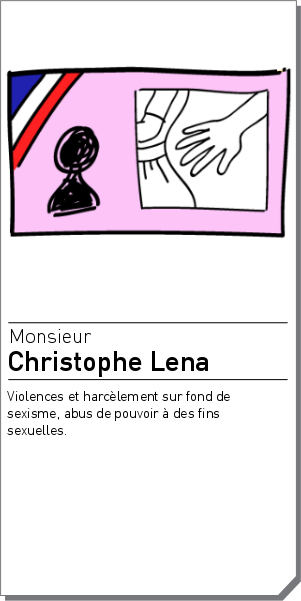 Monsieur
Christophe Lena
Violences et harcèlement sur fond de
sexisme, abus de pouvoir à des fins
sexuelles.